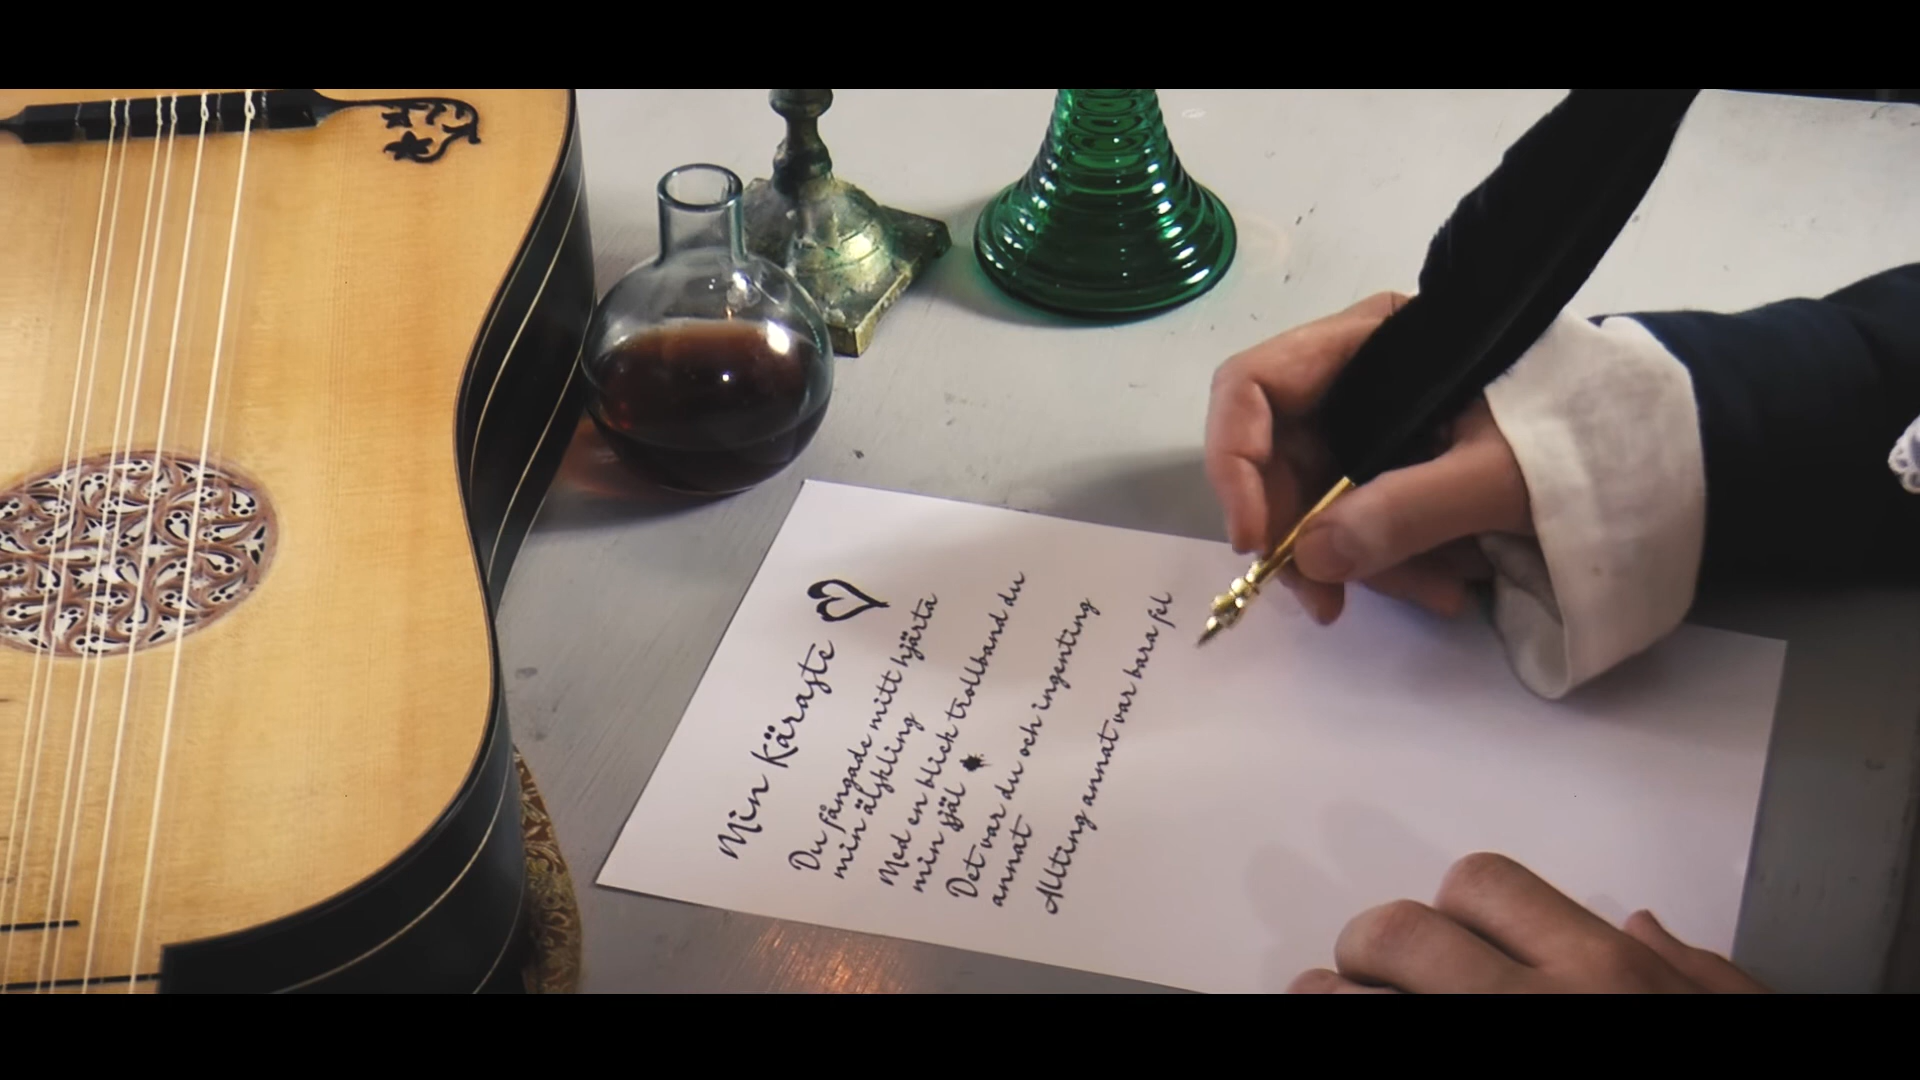 Min Käraste
Du fångade mitt hjärta
min älskling
Med en blick trollband du
min själ
Det var du och ingenting
annat
Allting annat var bara fel